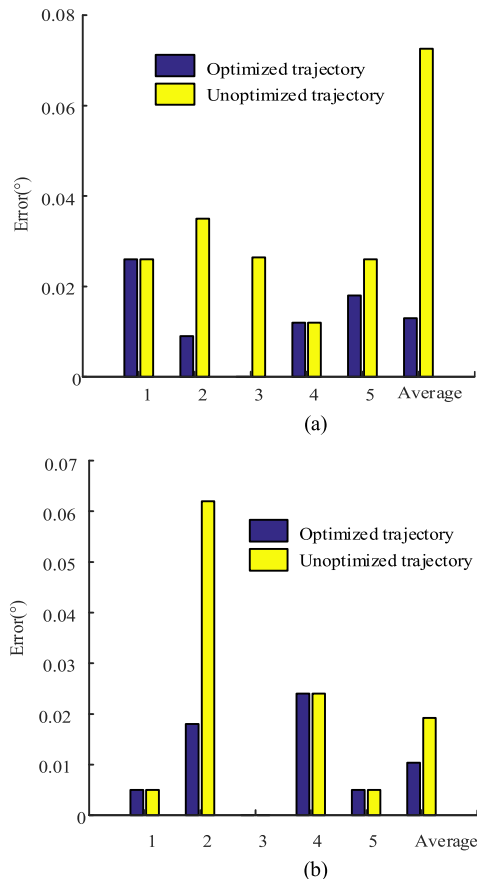 0.08
0.06
0.04
0.02
0
Error(°)
Optimized trajectory
Unoptimized trajectory
1 2 3 4 5 Average
(a)
0.07
0.06
0.05
0.04
0.03
0.02
0.01
0
Error(°)
Optimized trajectory
Unoptimized trajectory
1 2 3 4 5 Average
(b)